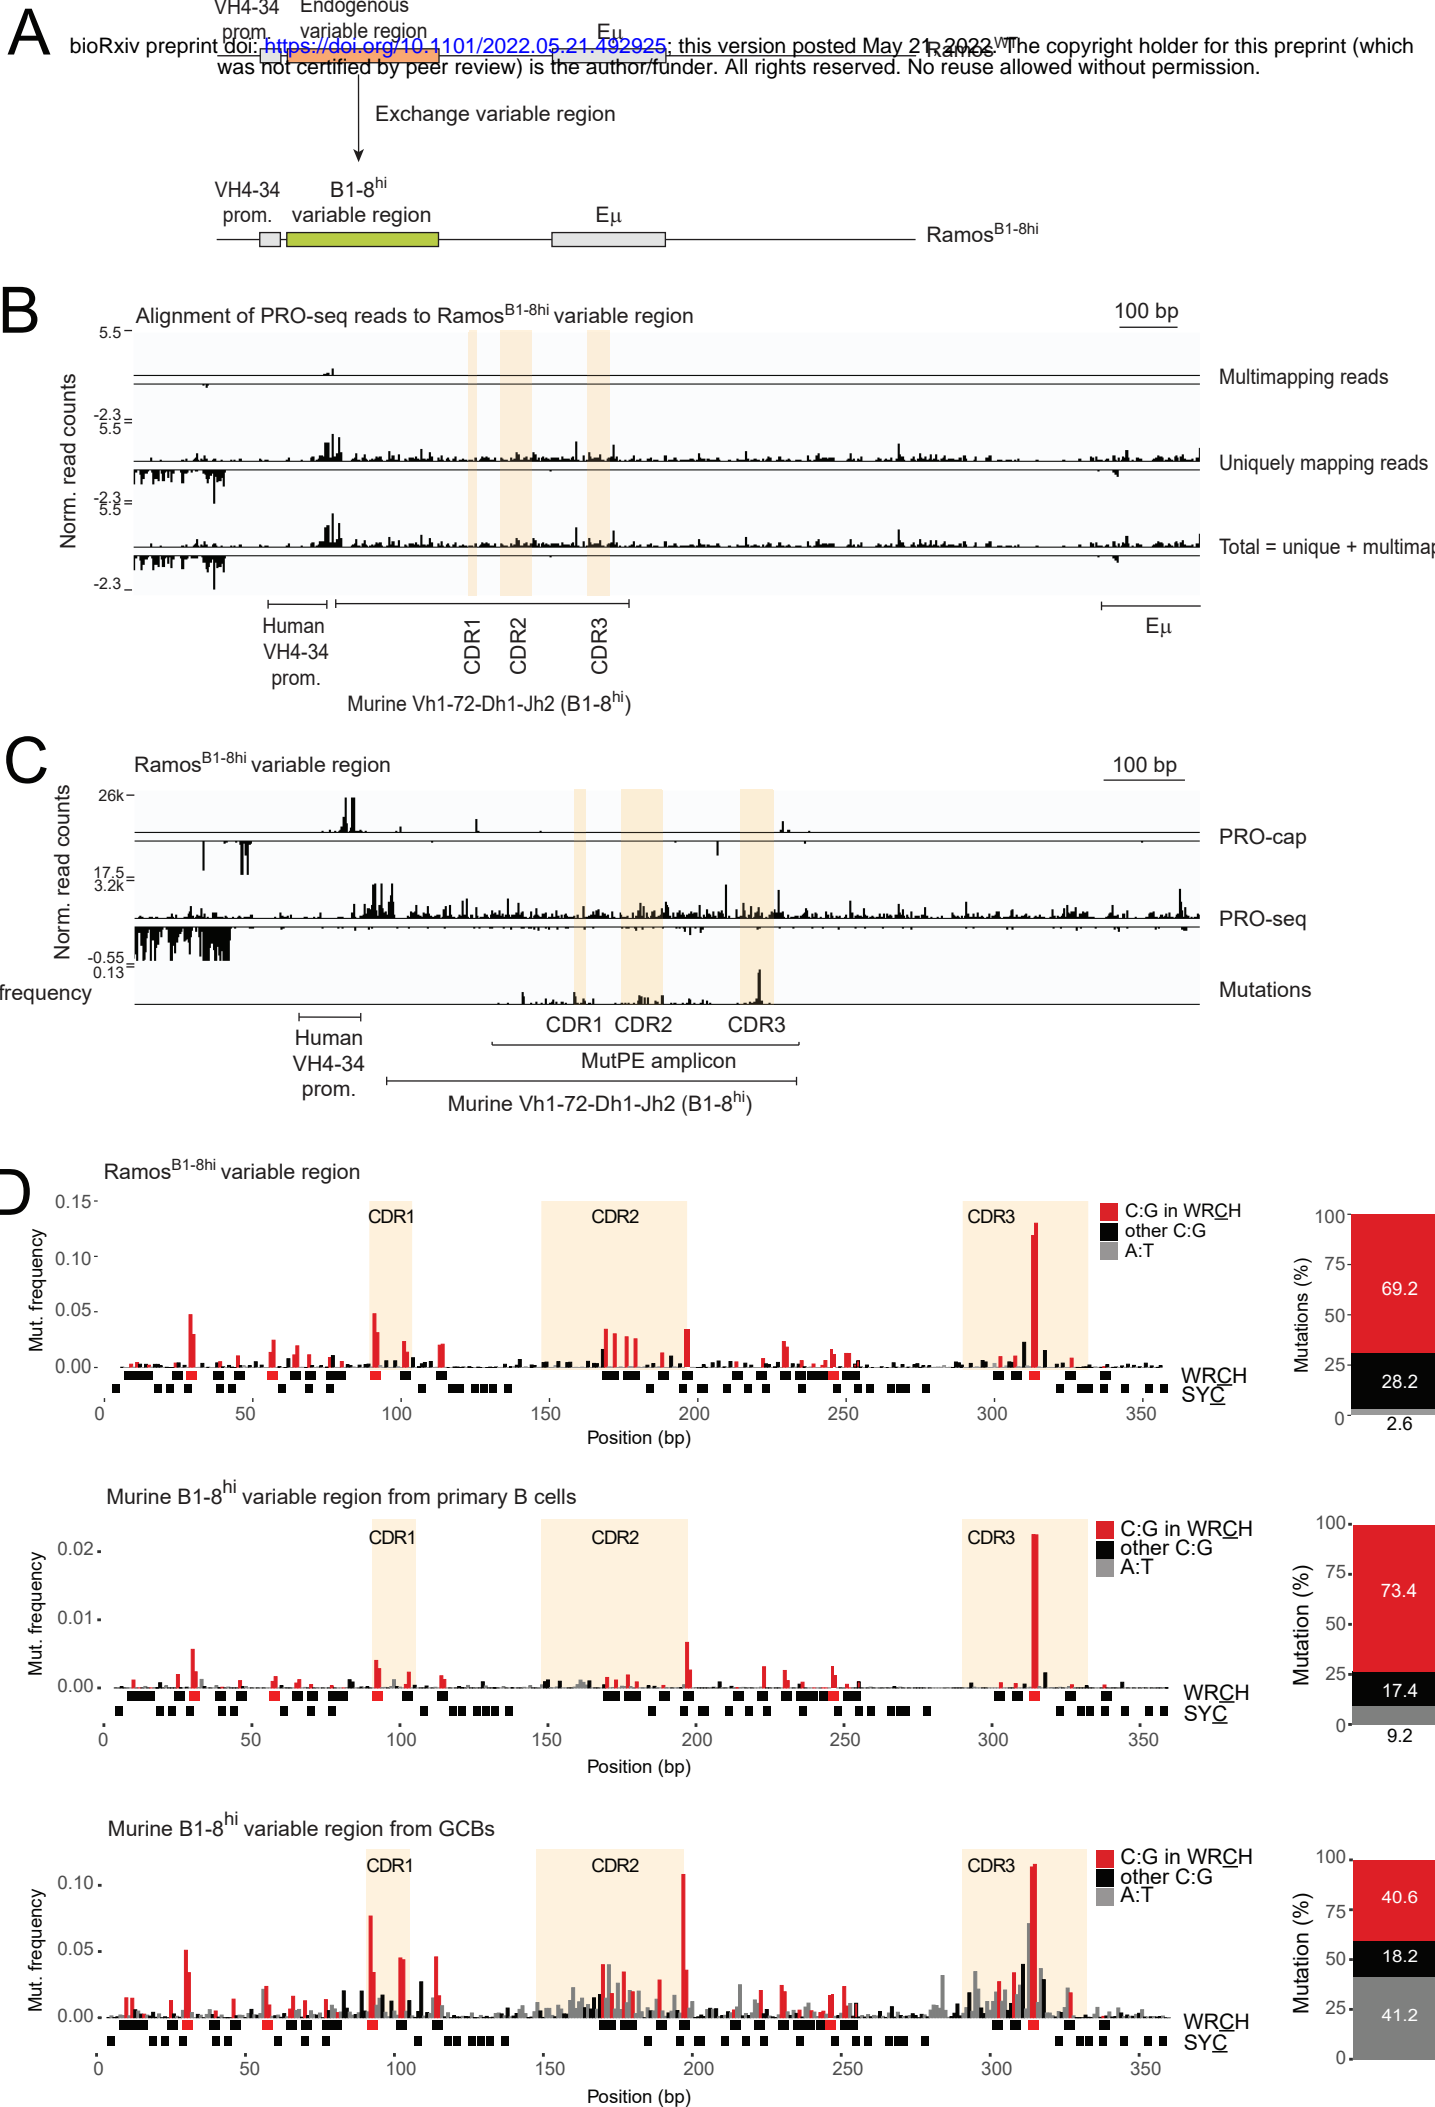 A
VH4-34
prom.
Endogenous
variable region
Eµ
Ramos^WT
bioRxiv preprint doi: https://doi.org/10.1101/2022.05.21.492925; this version posted May 21, 2022. The copyright holder for this preprint (which
was not certified by peer review) is the author/funder. All rights reserved. No reuse allowed without permission.
Exchange variable region
VH4-34
prom.
B1-8^hi
variable region
Eµ
Ramos^B1-8hi
B
Alignment of PRO-seq reads to Ramos^B1-8hi variable region
100 bp
Norm. read counts
5.5
-2.3
5.5
-2.3
5.5
-2.3
Multimapping reads
Uniquely mapping reads
Total = unique + multimap
Human
VH4-34
prom.
CDR1
CDR2
CDR3
Eµ
Murine Vh1-72-Dh1-Jh2 (B1-8^hi)
C
Ramos^B1-8hi variable region
100 bp
Norm. read counts
26k
17.5
3.2k
-0.55
0.13
frequency
PRO-cap
PRO-seq
Mutations
Human
VH4-34
prom.
CDR1 CDR2 CDR3
MutPE amplicon
Murine Vh1-72-Dh1-Jh2 (B1-8^hi)
D
Ramos^B1-8hi variable region
Mut. frequency
0.15
0.10
0.05
0.00
CDR1 CDR2 CDR3
C:G in WRCH
other C:G
A:T
WRCH
SYC
0 50 100 150 200 250 300 350
Position (bp)
Mutations (%)
100
75
50
25
0
69.2
28.2
2.6
Murine B1-8^hi variable region from primary B cells
Mut. frequency
0.02
0.01
0.00
CDR1 CDR2 CDR3
C:G in WRCH
other C:G
A:T
WRCH
SYC
0 50 100 150 200 250 300 350
Position (bp)
Mutation (%)
100
75
50
25
0
73.4
17.4
9.2
Murine B1-8^hi variable region from GCBs
Mut. frequency
0.10
0.05
0.00
CDR1 CDR2 CDR3
C:G in WRCH
other C:G
A:T
WRCH
SYC
0 50 100 150 200 250 300 350
Position (bp)
Mutation (%)
100
75
50
25
0
40.6
18.2
41.2